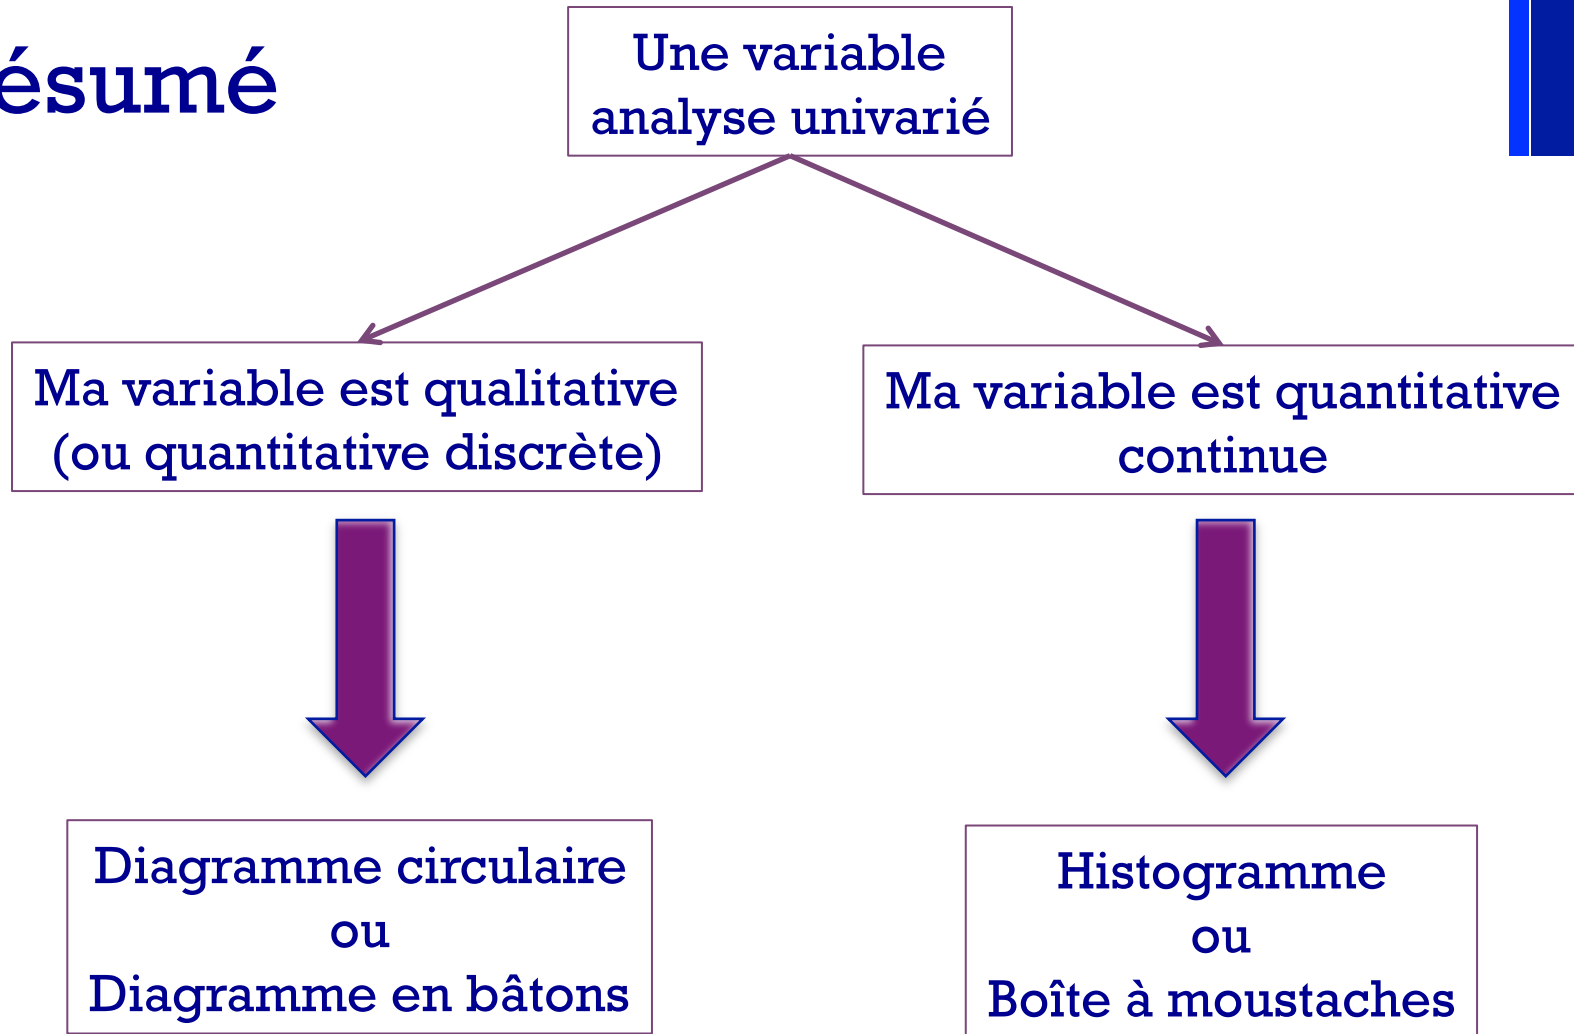 ésumé
Une variable
analyse univarié
Ma variable est qualitative
(ou quantitative discrète)
Ma variable est quantitative
continue
Diagramme circulaire
ou
Diagramme en bâtons
Histogramme
ou
Boîte à moustaches